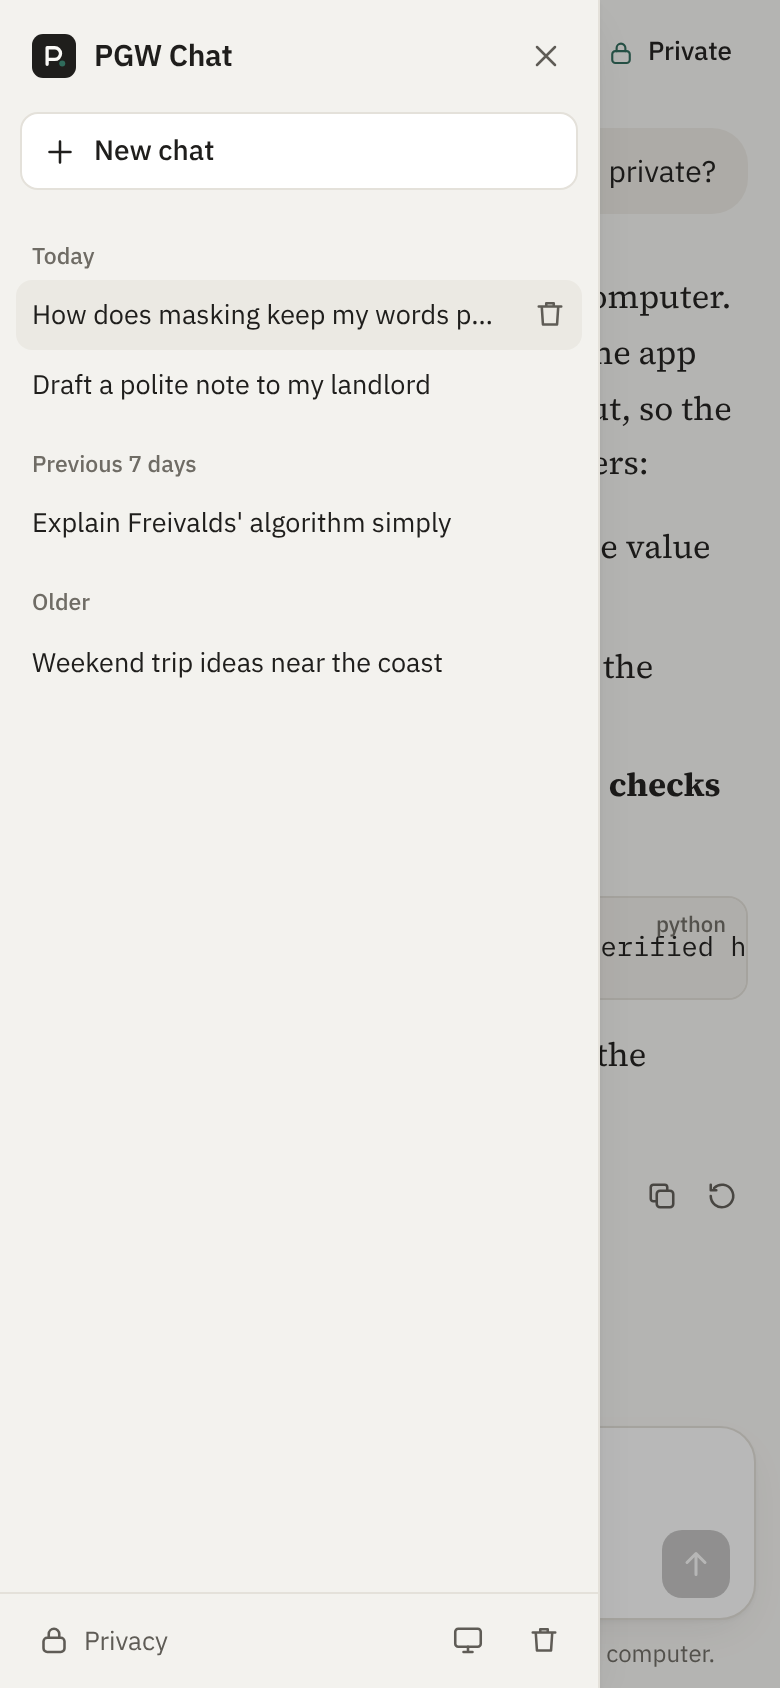 PGW Chat
Private
New chat
private?
Today
How does masking keep my words p...
omputer.
ne app
Draft a polite note to my landlord
ut, so the
Previous 7 days
ers:
Explain Freivalds' algorithm simply
e value
Older
Weekend trip ideas near the coast
the
checks
python
erified h
the
Privacy
computer.